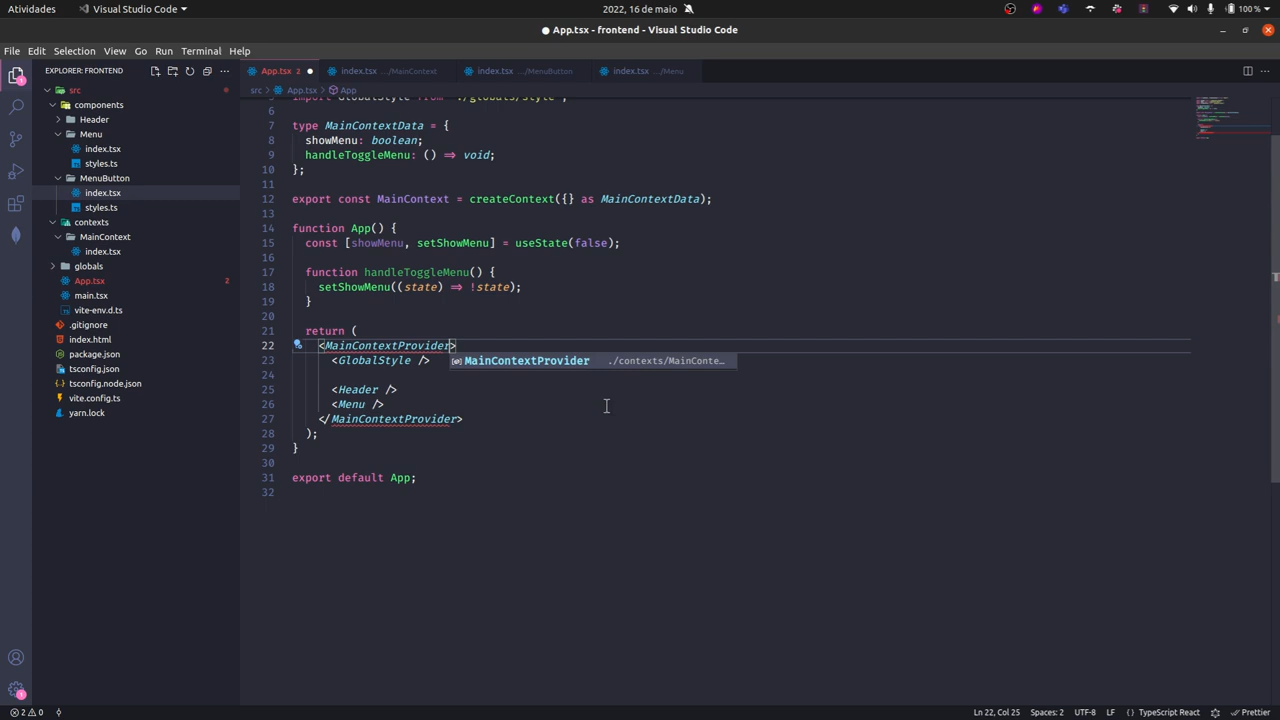 Atividades
Visual Studio Code
2022, 16 de maio
100 %
● App.tsx - frontend - Visual Studio Code
File Edit Selection View Go Run Terminal Help
EXPLORER: FRONTEND
App.tsx 2 ●
index.tsx .../MainContext
index.tsx .../MenuButton
index.tsx .../Menu
src > App.tsx > App
src
components
Header
Menu
index.tsx
styles.ts
MenuButton
index.tsx
styles.ts
contexts
MainContext
index.tsx
globals
App.tsx 2
main.tsx
vite-env.d.ts
.gitignore
index.html
package.json
tsconfig.json
tsconfig.node.json
vite.config.ts
yarn.lock
5 import GlobalStyle from './globals/style';
6
7 type MainContextData = {
8 showMenu: boolean;
9 handleToggleMenu: () => void;
10 };
11
12 export const MainContext = createContext({} as MainContextData);
13
14 function App() {
15 const [showMenu, setShowMenu] = useState(false);
16
17 function handleToggleMenu() {
18 setShowMenu((state) => !state);
19 }
20
21 return (
22 <MainContextProvider>
23 <GlobalStyle />
MainContextProvider ./contexts/MainConte…
24
25 <Header />
26 <Menu />
27 </MainContextProvider>
28 );
29 }
30
31 export default App;
32
2 0
Ln 22, Col 25 Spaces: 2 UTF-8 LF {} TypeScript React Prettier